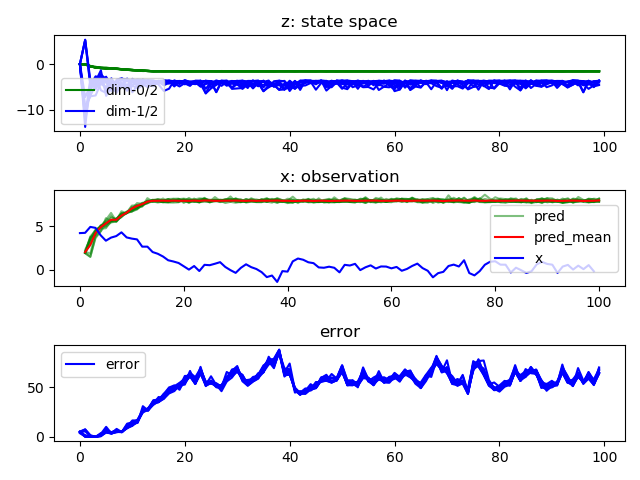 z: state space
0
−10
dim-0/2
dim-1/2
0 20 40 60 80 100
x: observation
5
0
pred
pred_mean
x
0 20 40 60 80 100
error
50
0
error
0 20 40 60 80 100